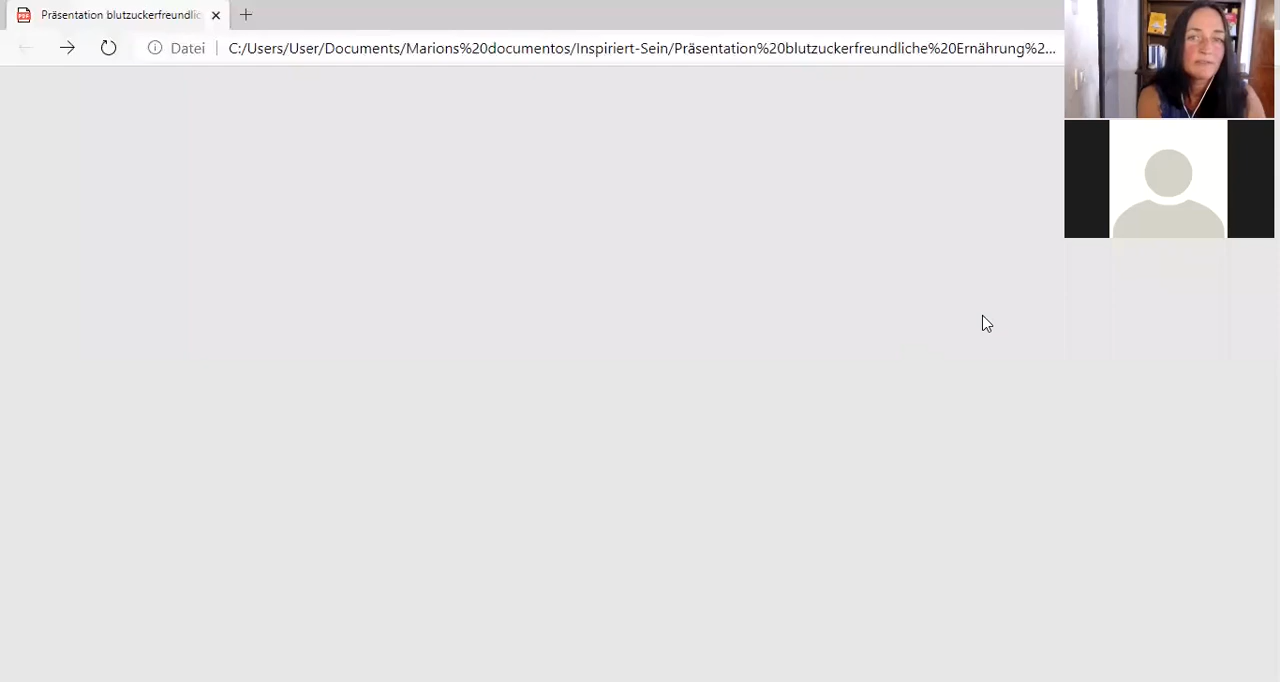 Präsentation blutzuckerfreundlic
Datei
C:/Users/User/Documents/Marions%20documentos/Inspiriert-Sein/Präsentation%20blutzuckerfreundliche%20Ernährung%2...